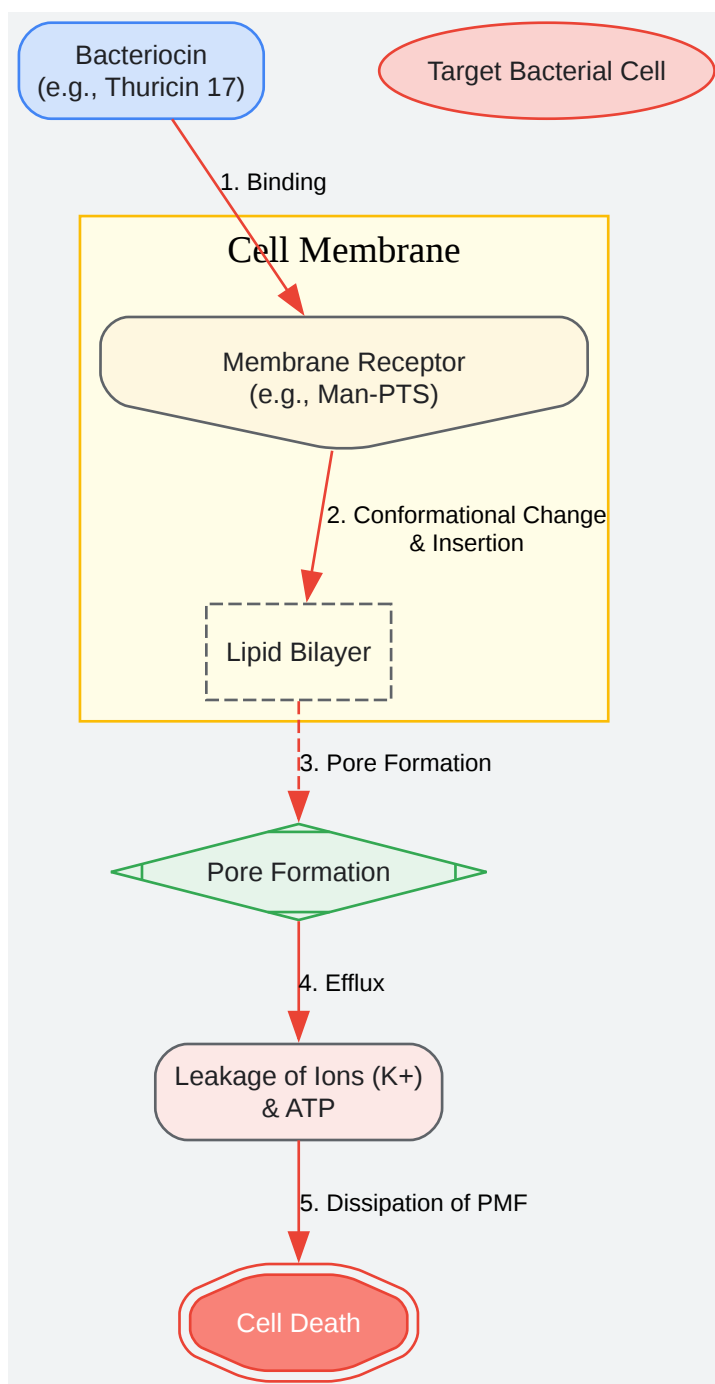 Bacteriocin
(e.g., Thuricin 17)
Target Bacterial Cell
1. Binding
Cell Membrane
Membrane Receptor
(e.g., Man-PTS)
2. Conformational Change
& Insertion
Lipid Bilayer
3. Pore Formation
Pore Formation
4. Efflux
Leakage of Ions (K+)
& ATP
5. Dissipation of PMF
Cell Death